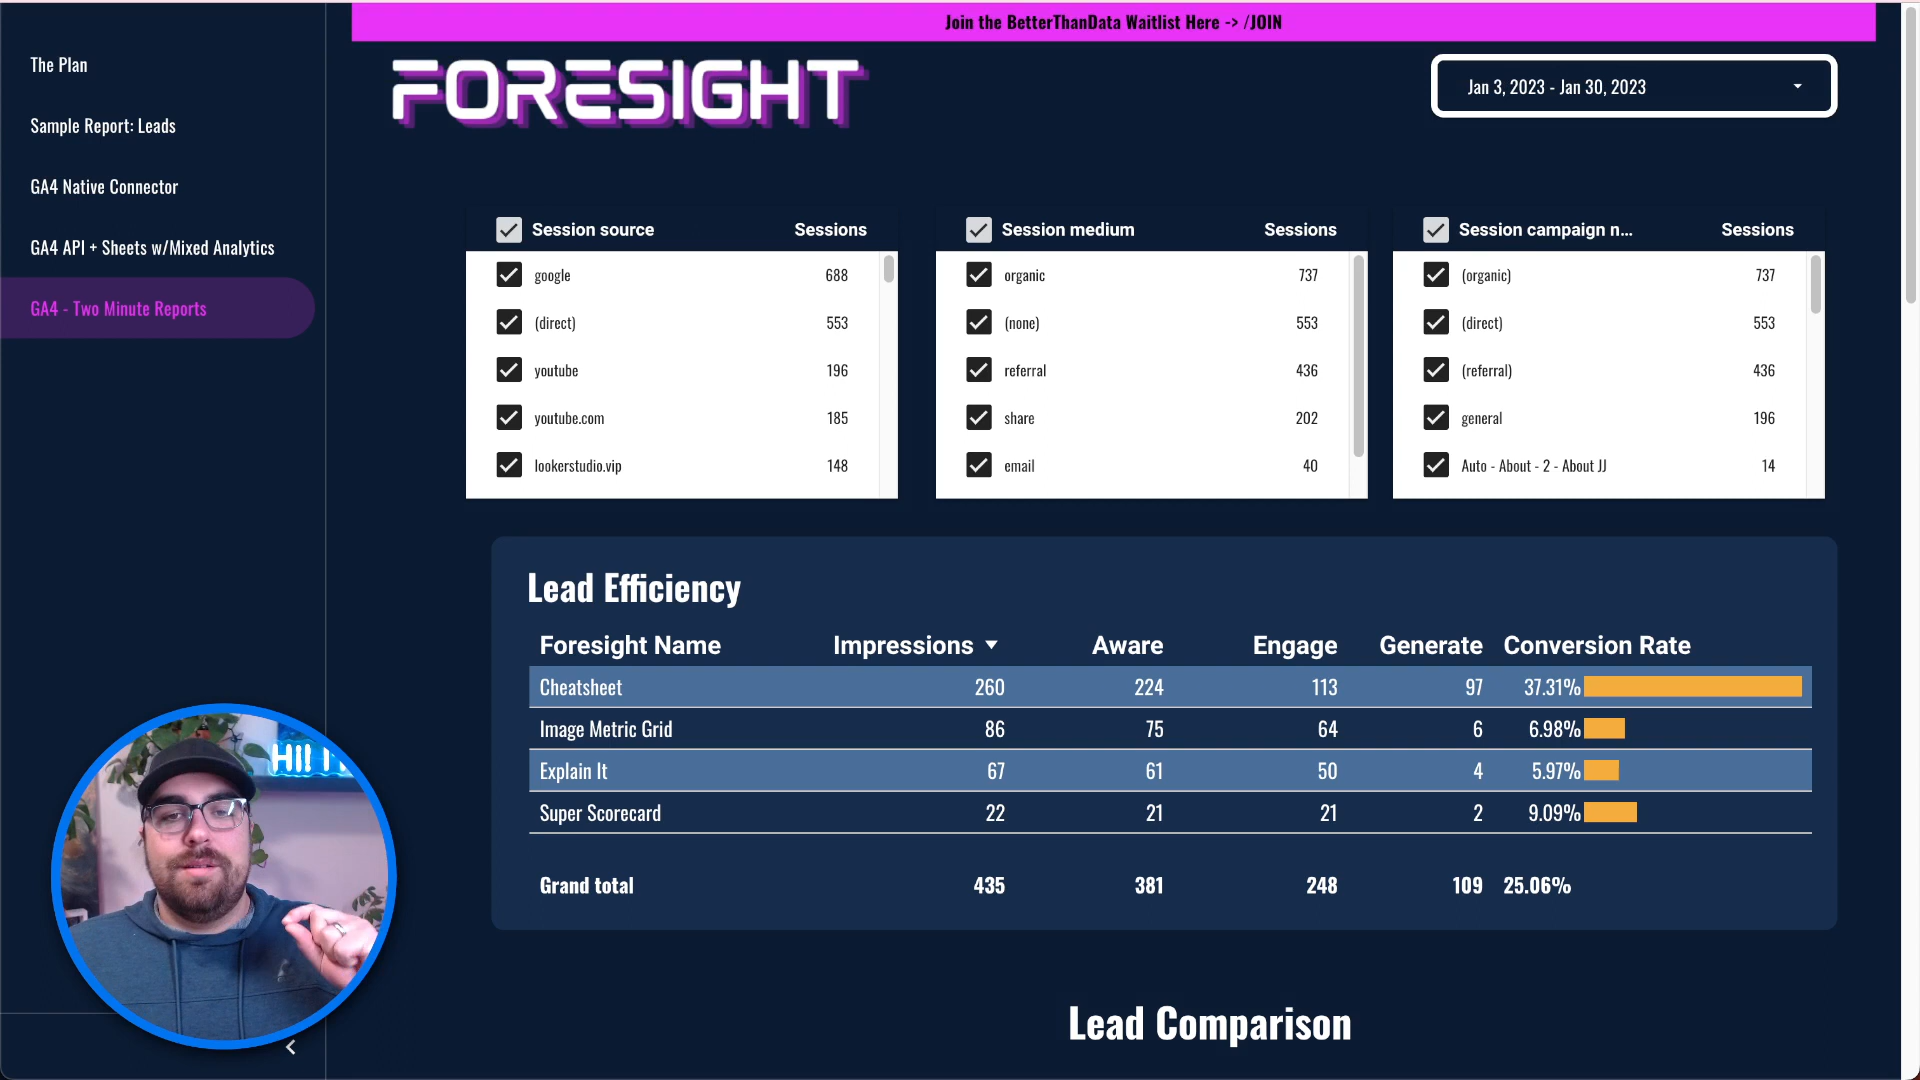 Join the BetterThanData Waitlist Here -> /JOIN
The Plan
Sample Report: Leads
GA4 Native Connector
GA4 API + Sheets w/Mixed Analytics
GA4 - Two Minute Reports
FORESIGHT
Jan 3, 2023 - Jan 30, 2023
Session source Sessions
google 688
(direct) 553
youtube 196
youtube.com 185
lookerstudio.vip 148
Session medium Sessions
organic 737
(none) 553
referral 436
share 202
email 40
Session campaign n... Sessions
(organic) 737
(direct) 553
(referral) 436
general 196
Auto - About - 2 - About JJ 14
Lead Efficiency
Foresight Name Impressions Aware Engage Generate Conversion Rate
Cheatsheet 260 224 113 97 37.31%
Image Metric Grid 86 75 64 6 6.98%
Explain It 67 61 50 4 5.97%
Super Scorecard 22 21 21 2 9.09%
Grand total 435 381 248 109 25.06%
Lead Comparison